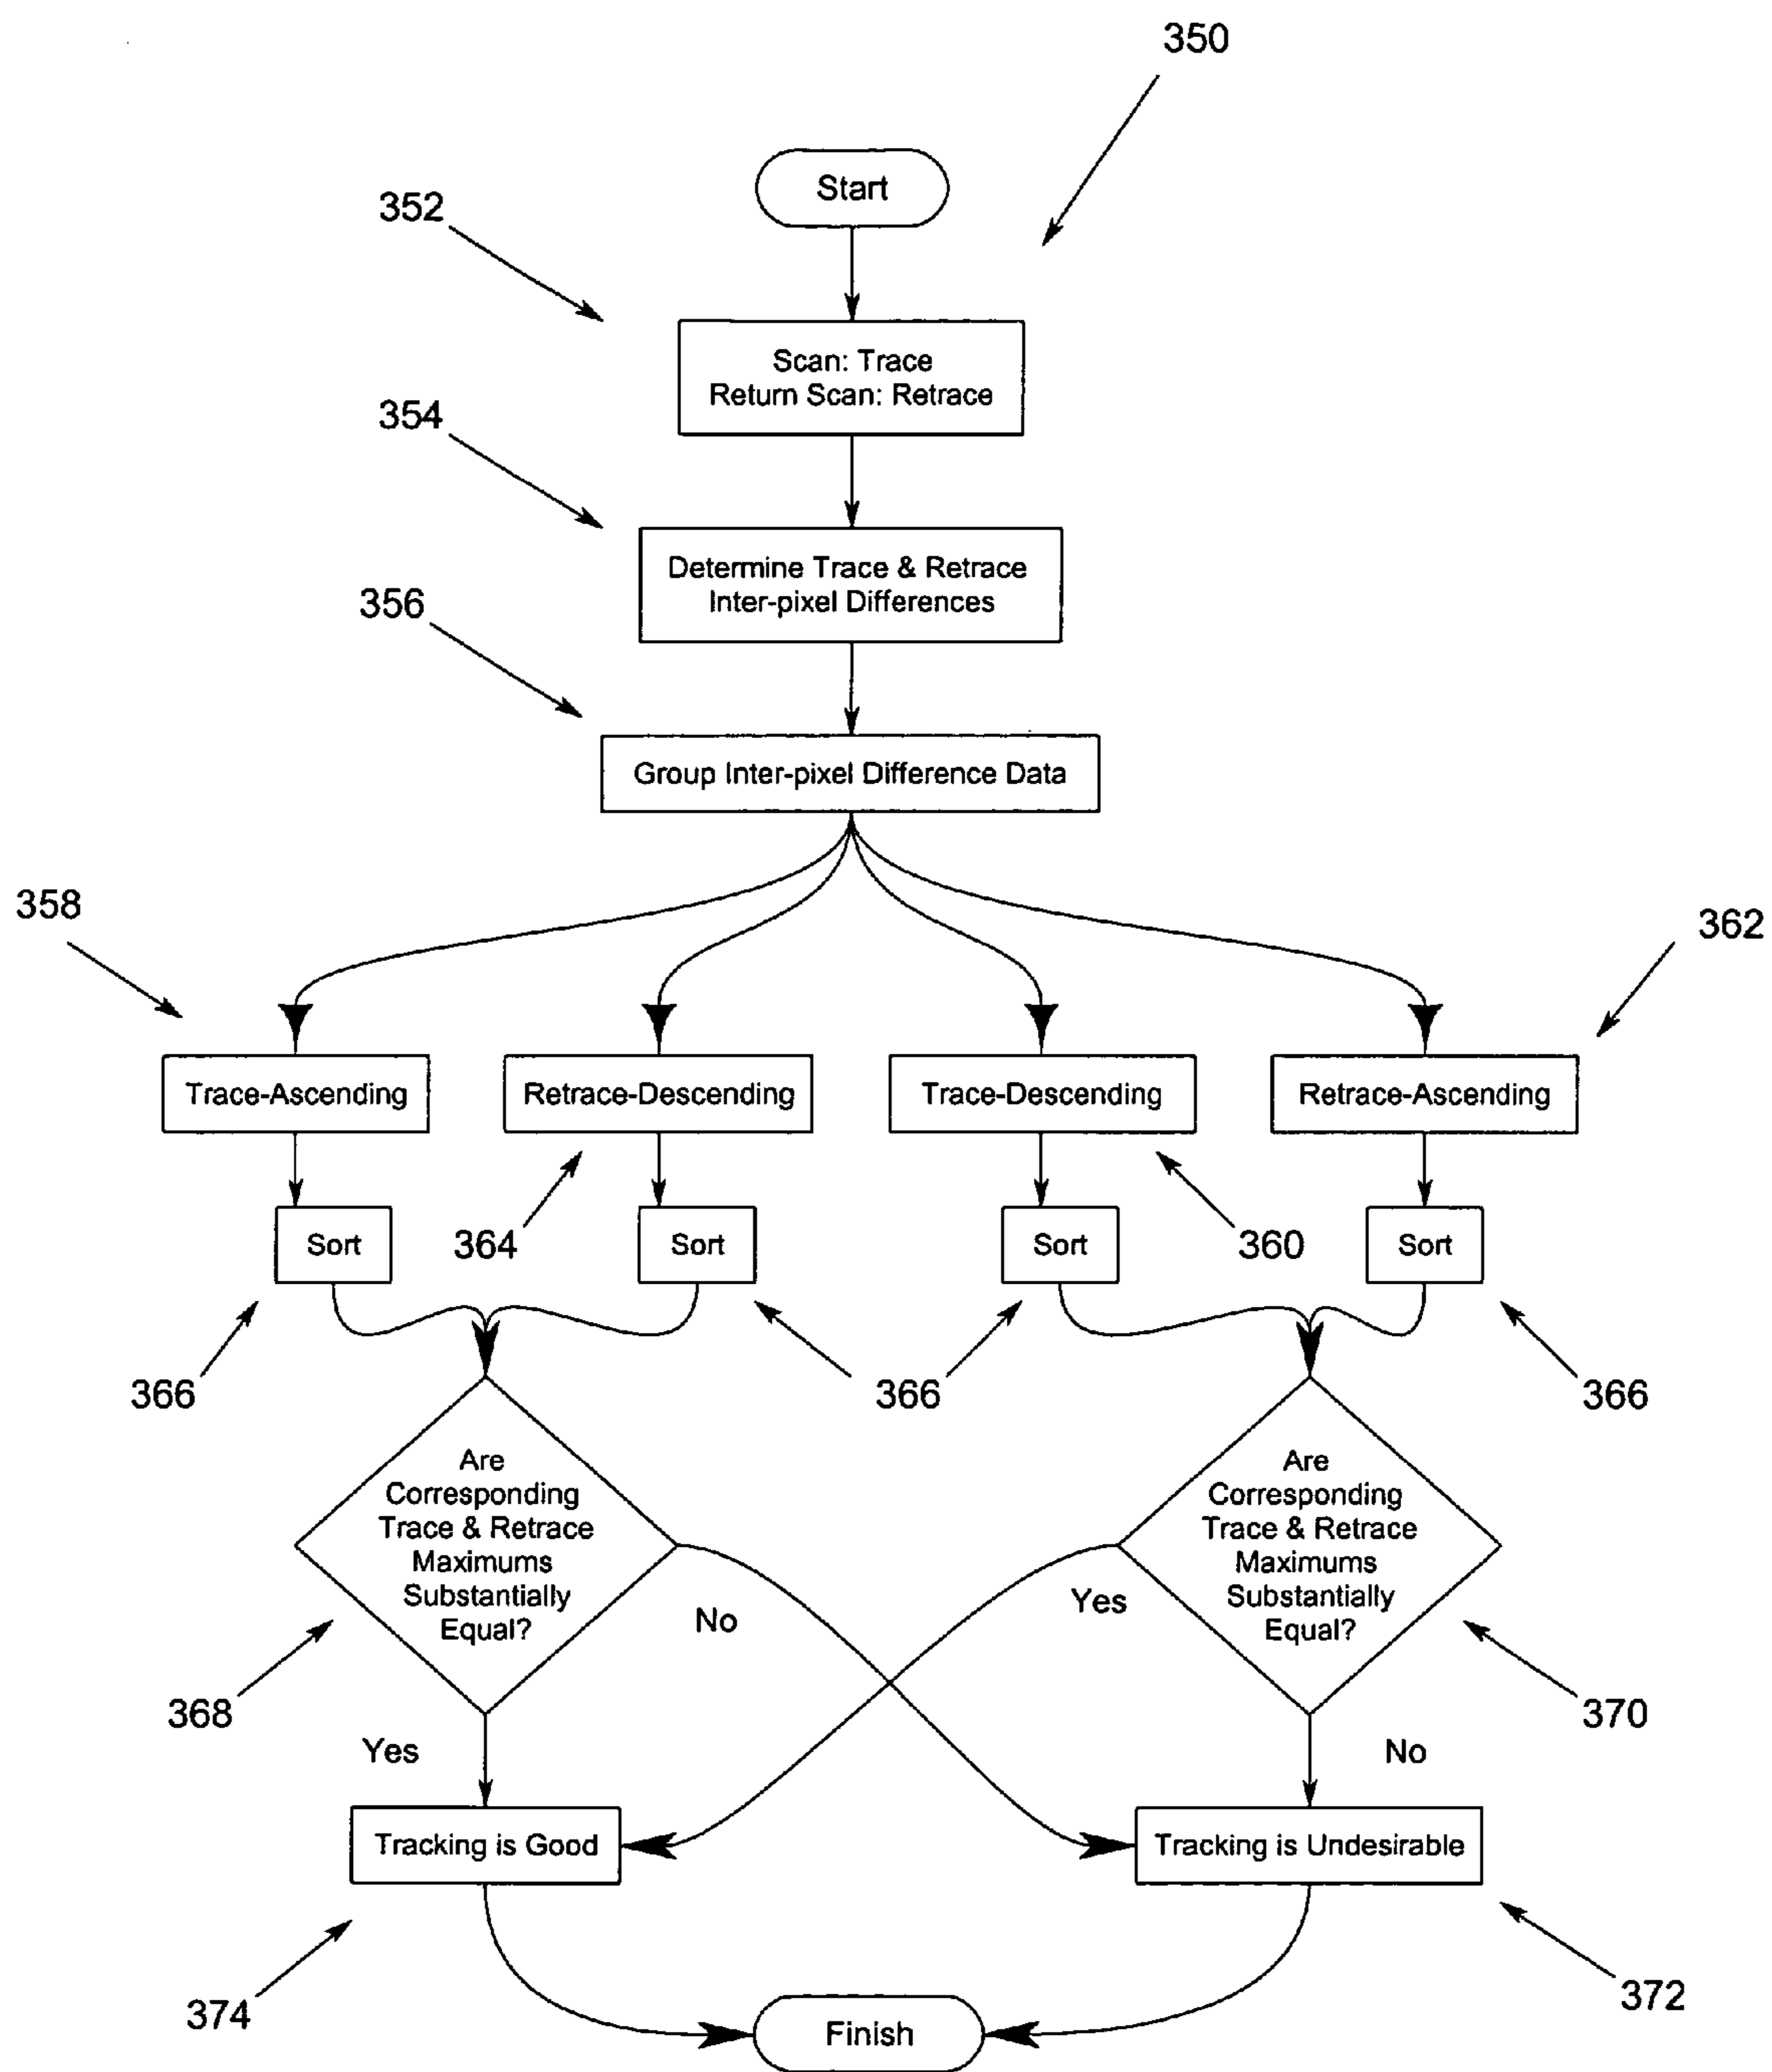 350
Start
352
Scan: Trace
Return Scan: Retrace
354
Determine Trace & Retrace
Inter-pixel Differences
356
Group Inter-pixel Difference Data
358
362
Trace-Ascending
Retrace-Descending
Trace-Descending
Retrace-Ascending
Sort
364
Sort
Sort
360
Sort
366
366
366
Are
Corresponding
Trace & Retrace
Maximums
Substantially
Equal?
Are
Corresponding
Trace & Retrace
Maximums
Substantially
Equal?
No
Yes
368
370
Yes
No
Tracking is Good
Tracking is Undesirable
374
372
Finish